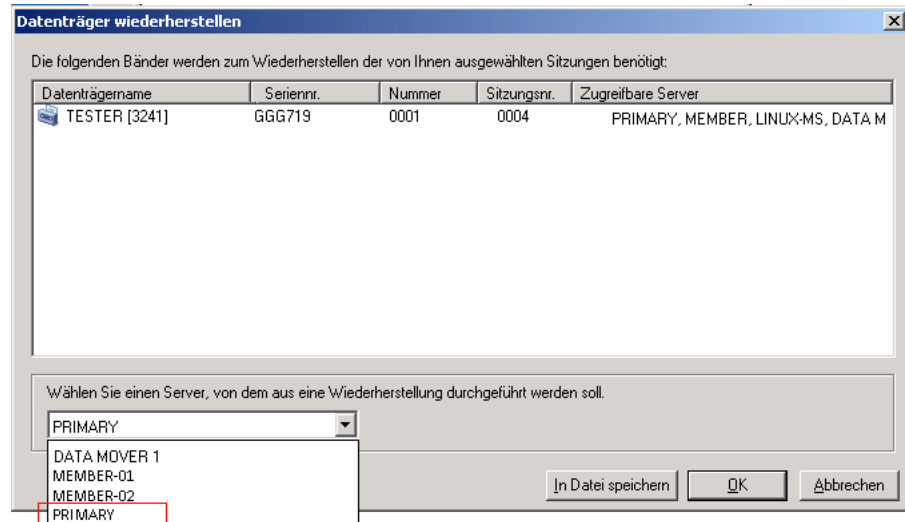 Datenträger wiederherstellen
Die folgenden Bänder werden zum Wiederherstellen der von Ihnen ausgewählten Sitzungen benötigt:
Datenträgername Seriennr. Nummer Sitzungsnr. Zugreifbare Server
TESTER [3241] GGG719 0001 0004 PRIMARY, MEMBER, LINUX-MS, DATA M
Wählen Sie einen Server, von dem aus eine Wiederherstellung durchgeführt werden soll.
PRIMARY
DATA MOVER 1
MEMBER-01
MEMBER-02
PRIMARY
In Datei speichern OK Abbrechen